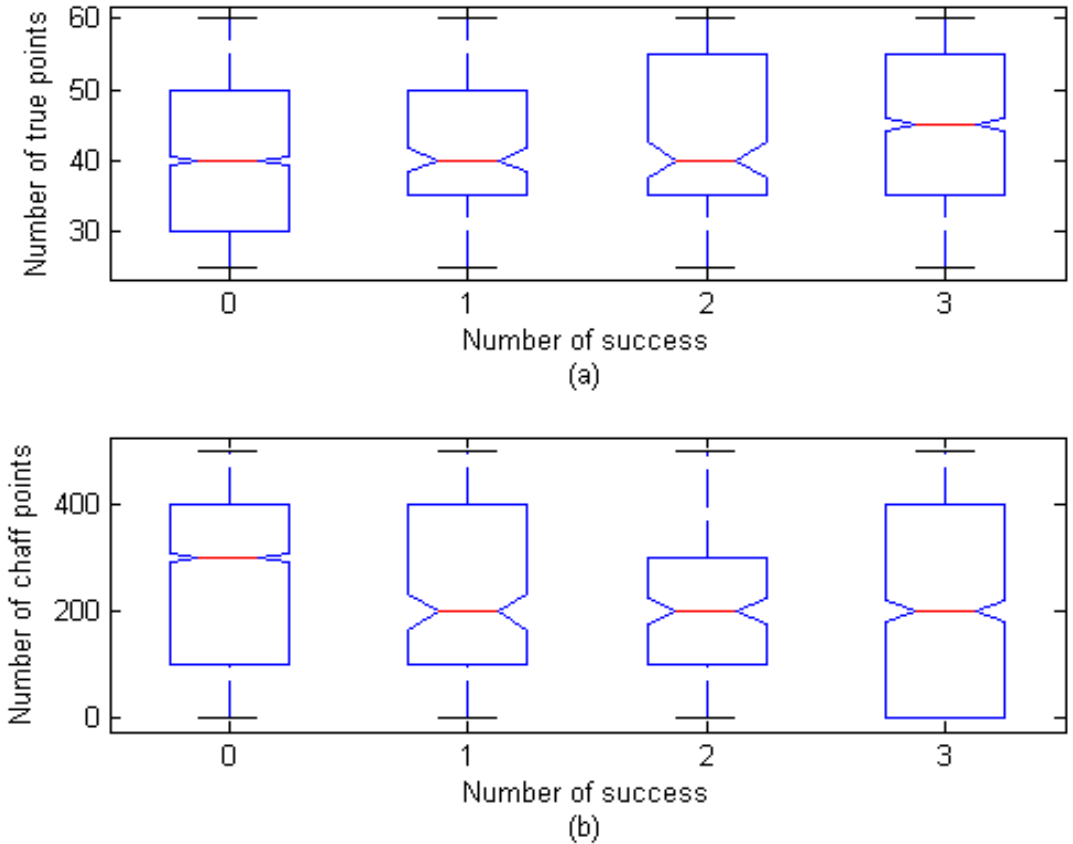 Number of true points
60
50
40
30
0 1 2 3
Number of success
(a)
Number of chaff points
400
200
0
0 1 2 3
Number of success
(b)